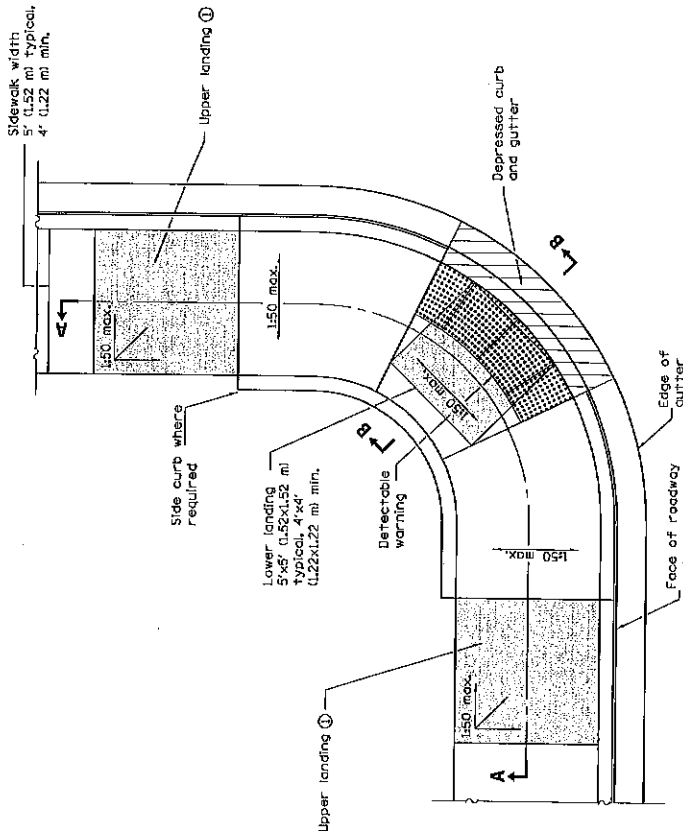 Sidewalk width
5' (1.52 m) typical,
4' (1.22 m) min.
Upper landing ①
A
1:50 max.
1:50 max.
Side curb where
required
Depressed curb
and gutter
B
B
1:50 max.
Lower landing
5'x5' (1.52x1.52 m)
typical, 4'x4'
(1.22x1.22 m) min.
Detectable
warning
1:50 max.
Edge of
gutter
Face of roadway
Upper landing ①
1:50 max.
A